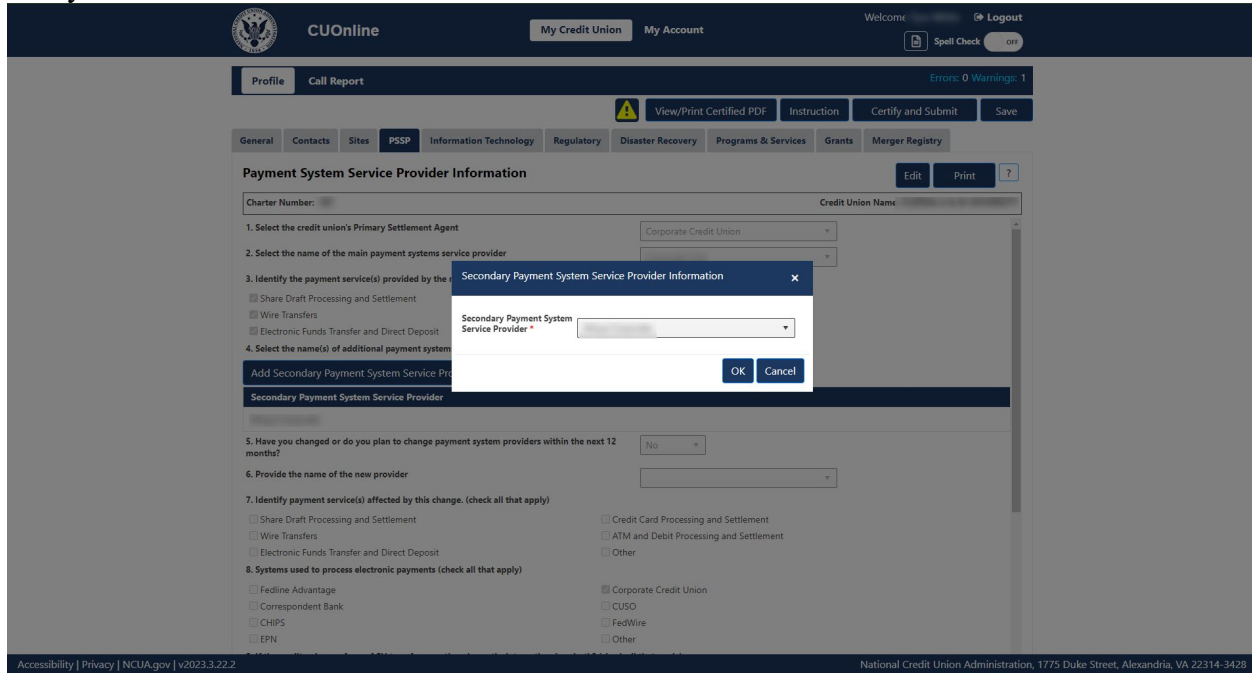 CUOnline
My Credit Union
My Account
Welcome
Logout
Spell Check OFF
Profile
Call Report
Errors: 0 Warnings: 1
View/Print Certified PDF
Instruction
Certify and Submit
Save
General
Contacts
Sites
PSSP
Information Technology
Regulatory
Disaster Recovery
Programs & Services
Grants
Merger Registry
Payment System Service Provider Information
Edit
Print
?
Charter Number:
Credit Union Name
1. Select the credit union's Primary Settlement Agent
Corporate Credit Union
2. Select the name of the main payment systems service provider
3. Identify the payment service(s) provided by the
Share Draft Processing and Settlement
Wire Transfers
Electronic Funds Transfer and Direct Deposit
4. Select the name(s) of additional payment system
Add Secondary Payment System Service
Secondary Payment System Service Provider
Secondary Payment System Service Provider Information
×
Secondary Payment System
Service Provider *
OK
Cancel
5. Have you changed or do you plan to change payment system providers within the next 12
months?
No
6. Provide the name of the new provider
7. Identify payment service(s) affected by this change. (check all that apply)
Share Draft Processing and Settlement
Credit Card Processing and Settlement
Wire Transfers
ATM and Debit Processing and Settlement
Electronic Funds Transfer and Direct Deposit
Other
8. Systems used to process electronic payments (check all that apply)
Fedline Advantage
Corporate Credit Union
Correspondent Bank
CUSO
CHIPS
FedWire
EPN
Other
Accessibility | Privacy | NCUA.gov | v2023.3.22.2
National Credit Union Administration, 1775 Duke Street, Alexandria, VA 22314-3428